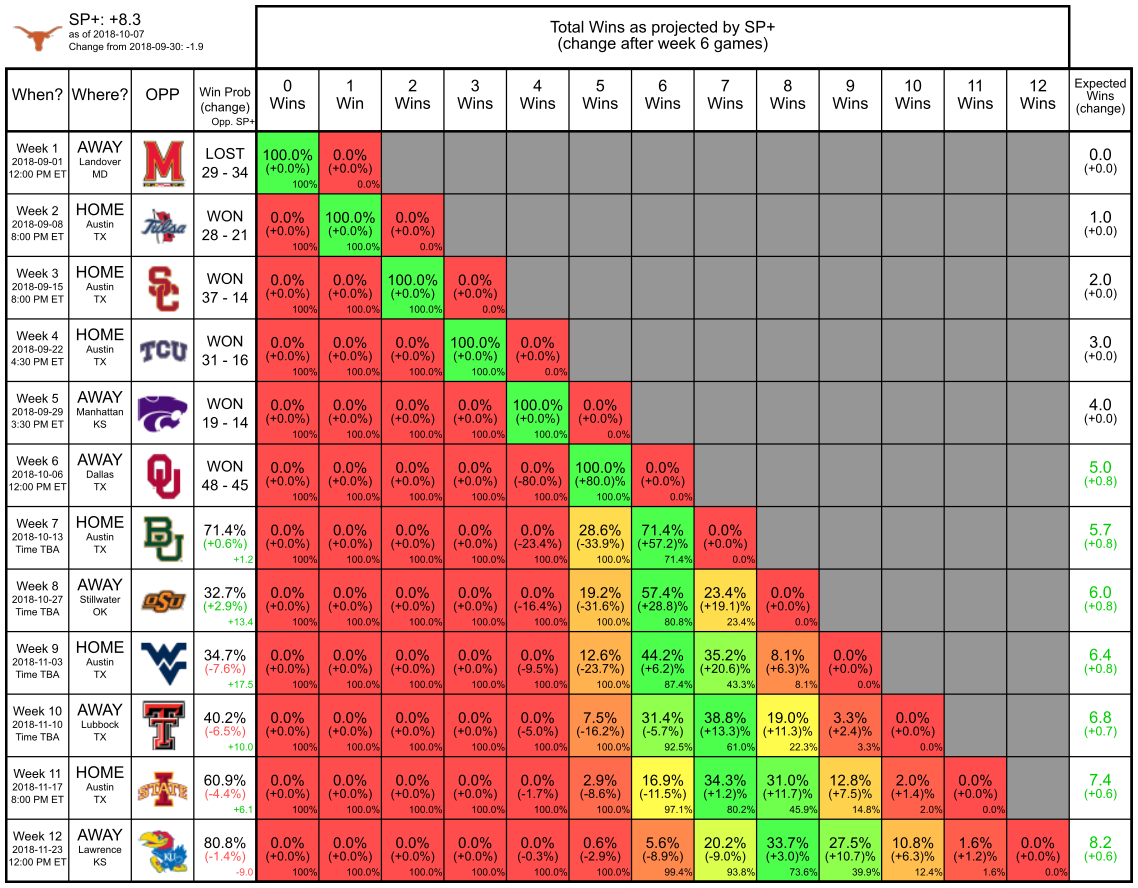 SP+: +8.3
as of 2018-10-07
Change from 2018-09-30: -1.9
Total Wins as projected by SP+
(change after week 6 games)
When? Where? OPP Win Prob (change) Opp. SP+ 0 Wins 1 Win 2 Wins 3 Wins 4 Wins 5 Wins 6 Wins 7 Wins 8 Wins 9 Wins 10 Wins 11 Wins 12 Wins Expected Wins (change)
Week 1 AWAY LOST 100.0% 0.0% 0.0
2018-09-01 Landover M 29 - 34 (+0.0%) (+0.0%) (+0.0)
12:00 PM ET MD 100% 0.0%
Week 2 HOME WON 0.0% 100.0% 0.0% 1.0
2018-09-08 Austin Tulsa 28 - 21 (+0.0%) (+0.0%) (+0.0%) (+0.0)
8:00 PM ET TX 100% 100.0% 0.0%
Week 3 HOME WON 0.0% 0.0% 100.0% 0.0% 2.0
2018-09-15 Austin SC 37 - 14 (+0.0%) (+0.0%) (+0.0%) (+0.0%) (+0.0)
8:00 PM ET TX 100% 100.0% 100.0% 0.0%
Week 4 HOME WON 0.0% 0.0% 0.0% 100.0% 0.0% 3.0
2018-09-22 Austin TCU 31 - 16 (+0.0%) (+0.0%) (+0.0%) (+0.0%) (+0.0%) (+0.0)
4:30 PM ET TX 100% 100.0% 100.0% 100.0% 0.0%
Week 5 AWAY WON 0.0% 0.0% 0.0% 0.0% 100.0% 0.0% 4.0
2018-09-29 Manhattan 19 - 14 (+0.0%) (+0.0%) (+0.0%) (+0.0%) (+0.0%) (+0.0%) (+0.0)
3:30 PM ET KS 100% 100.0% 100.0% 100.0% 100.0% 0.0%
Week 6 AWAY WON 0.0% 0.0% 0.0% 0.0% 0.0% 100.0% 0.0% 5.0
2018-10-06 Dallas OU 48 - 45 (+0.0%) (+0.0%) (+0.0%) (+0.0%) (-80.0%) (+80.0)% (+0.0%) (+0.8)
12:00 PM ET TX 100% 100.0% 100.0% 100.0% 100.0% 100.0% 0.0%
Week 7 HOME 71.4% 0.0% 0.0% 0.0% 0.0% 0.0% 28.6% 71.4% 0.0% 5.7
2018-10-13 Austin BU (+0.6%) (+0.0%) (+0.0%) (+0.0%) (+0.0%) (-23.4%) (-33.9%) (+57.2)% (+0.0%) (+0.8)
Time TBA TX +1.2 100% 100.0% 100.0% 100.0% 100.0% 100.0% 71.4% 0.0%
Week 8 AWAY 32.7% 0.0% 0.0% 0.0% 0.0% 0.0% 19.2% 57.4% 23.4% 0.0% 6.0
2018-10-27 Stillwater OSU (+2.9%) (+0.0%) (+0.0%) (+0.0%) (+0.0%) (-16.4%) (-31.6%) (+28.8)% (+19.1)% (+0.0%) (+0.8)
Time TBA OK +13.4 100% 100.0% 100.0% 100.0% 100.0% 100.0% 80.8% 23.4% 0.0%
Week 9 HOME 34.7% 0.0% 0.0% 0.0% 0.0% 0.0% 12.6% 44.2% 35.2% 8.1% 0.0% 6.4
2018-11-03 Austin WV (-7.6%) (+0.0%) (+0.0%) (+0.0%) (+0.0%) (-9.5%) (-23.7%) (+6.2)% (+20.6)% (+6.3)% (+0.0%) (+0.8)
Time TBA TX +17.5 100% 100.0% 100.0% 100.0% 100.0% 100.0% 87.4% 43.3% 8.1% 0.0%
Week 10 AWAY 40.2% 0.0% 0.0% 0.0% 0.0% 0.0% 7.5% 31.4% 38.8% 19.0% 3.3% 0.0% 6.8
2018-11-10 Lubbock T (-6.5%) (+0.0%) (+0.0%) (+0.0%) (+0.0%) (-5.0%) (-16.2%) (-5.7%) (+13.3)% (+11.3)% (+2.4)% (+0.0%) (+0.7)
Time TBA TX +10.0 100% 100.0% 100.0% 100.0% 100.0% 100.0% 92.5% 61.0% 22.3% 3.3% 0.0%
Week 11 HOME 60.9% 0.0% 0.0% 0.0% 0.0% 0.0% 2.9% 16.9% 34.3% 31.0% 12.8% 2.0% 0.0% 7.4
2018-11-17 Austin I STATE (-4.4%) (+0.0%) (+0.0%) (+0.0%) (+0.0%) (-1.7%) (-8.6%) (-11.5%) (+1.2)% (+11.7)% (+7.5)% (+1.4)% (+0.0%) (+0.6)
8:00 PM ET TX +6.1 100% 100.0% 100.0% 100.0% 100.0% 100.0% 97.1% 80.2% 45.9% 14.8% 2.0% 0.0%
Week 12 AWAY 80.8% 0.0% 0.0% 0.0% 0.0% 0.0% 0.6% 5.6% 20.2% 33.7% 27.5% 10.8% 1.6% 0.0% 8.2
2018-11-23 Lawrence KU (-1.4%) (+0.0%) (+0.0%) (+0.0%) (+0.0%) (-0.3%) (-2.9%) (-8.9%) (-9.0%) (+3.0)% (+10.7)% (+6.3)% (+1.2)% (+0.0%) (+0.6)
12:00 PM ET KS -9.0 100% 100.0% 100.0% 100.0% 100.0% 100.0% 99.4% 93.8% 73.6% 39.9% 12.4% 1.6% 0.0%